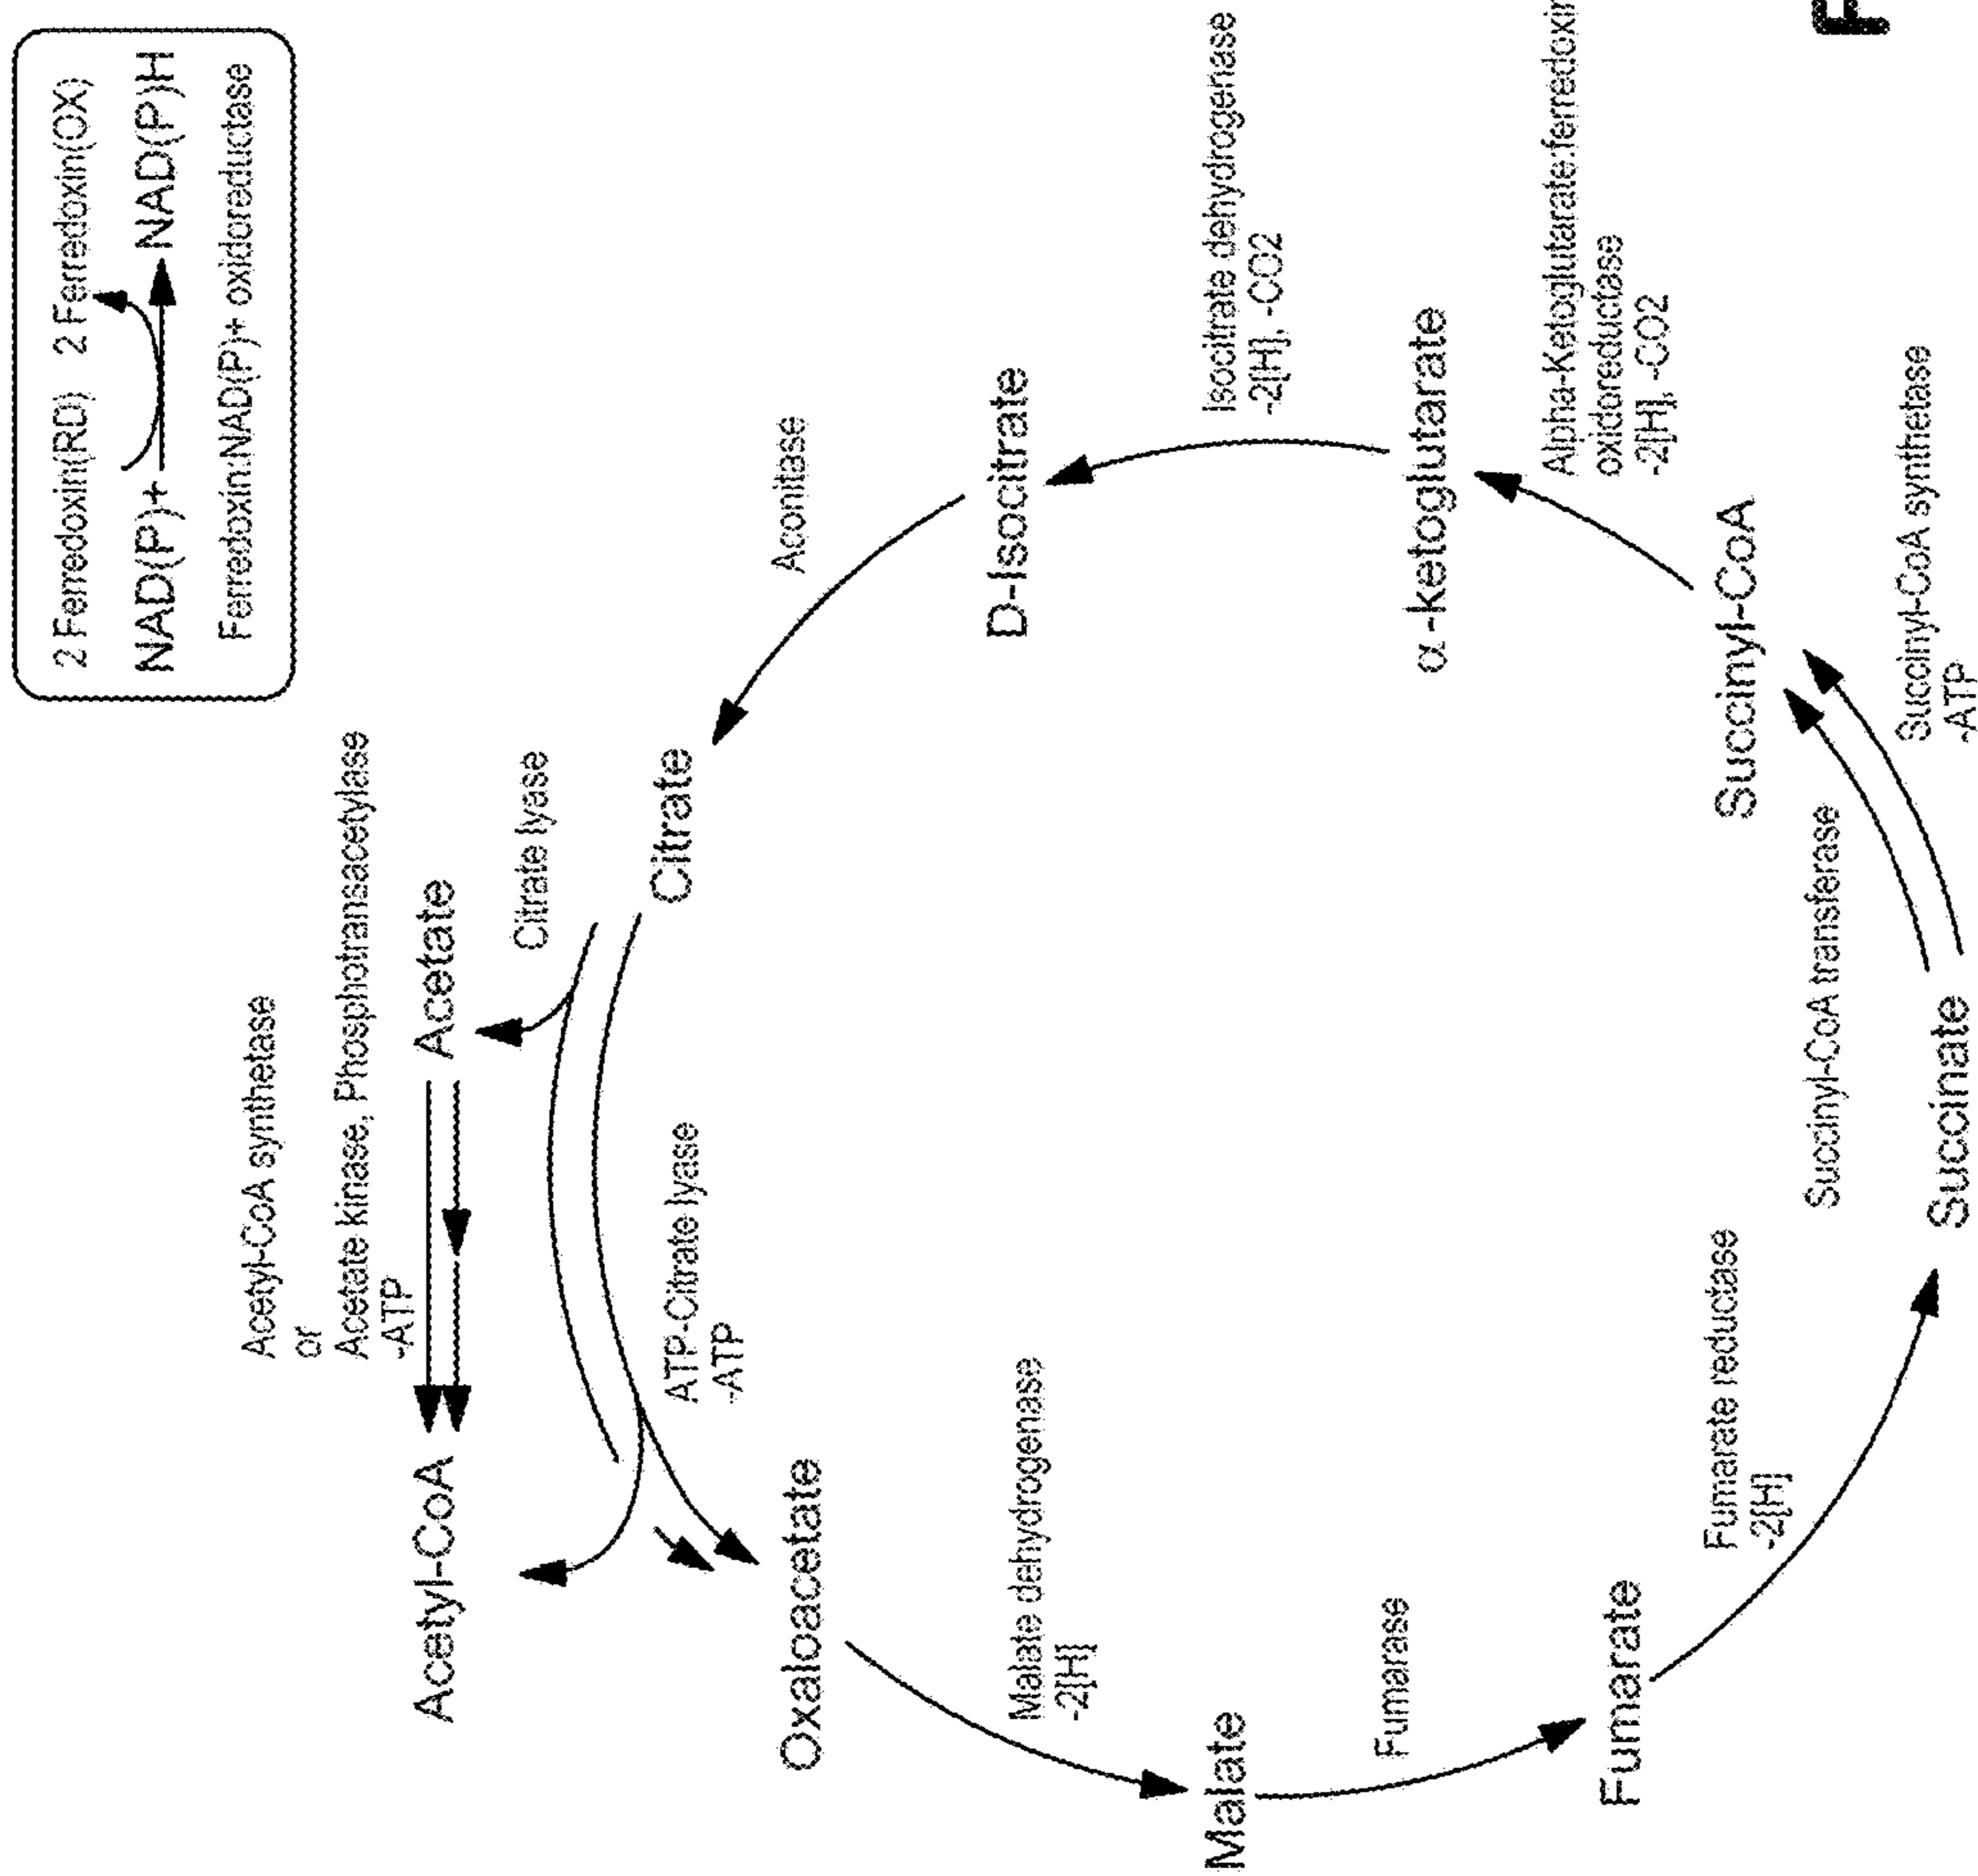 2 Ferredoxin(RD) 2 Ferredoxin(OX)
NAD(P)+ NAD(P)H
Ferredoxin:NAD(P)+ oxidoreductase
Acetyl-CoA synthetase
or
Acetate kinase, Phosphotransacetylase
-ATP
Acetyl-CoA
Acetate
Citrate lyase
Citrate
ATP-Citrate lyase
-ATP
Aconitase
Oxaloacetate
D-Isocitrate
Malate dehydrogenase
-2[H]
Isocitrate dehydrogenase
-2[H], -CO2
Malate
Fumarase
α-ketoglutarate
Alpha-Ketoglutarate:ferredoxin
oxidoreductase
-2[H], -CO2
Fumarate
Fumarate reductase
-2[H]
Succinyl-CoA
Succinyl-CoA transferase
Succinyl-CoA synthetase
-ATP
Succinate
F